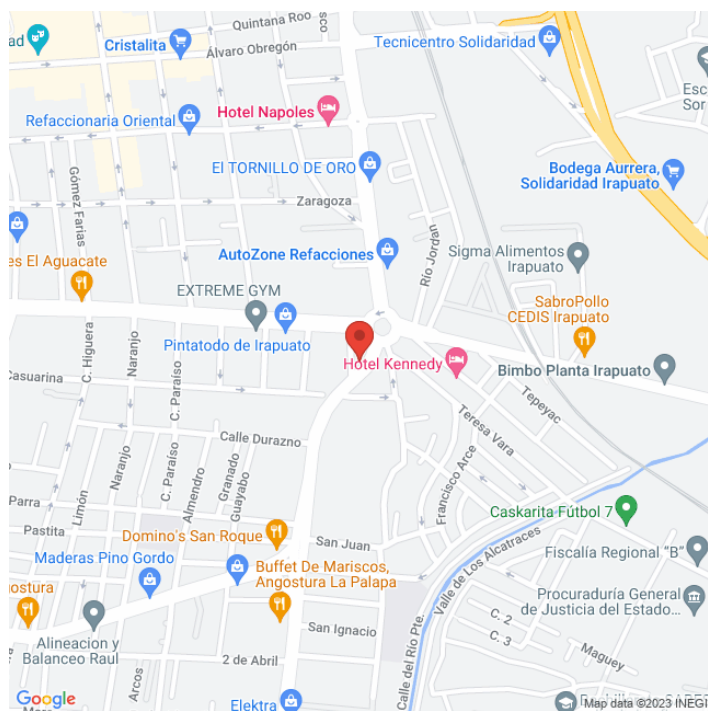 Quintana Roo
Cristalita
Álvaro Obregón
Tecnicentro Solidaridad
Sor
Refaccionaria Oriental
Hotel Napoles
El TORNILLO DE ORO
Bodega Aurrera,
Solidaridad Irapuato
Gómez Farias
Zaragoza
Río Jordan
AutoZone Refacciones
Sigma Alimentos
Irapuato
es El Aguacate
EXTREME GYM
SabroPollo
CEDIS Irapuato
Pintatodo de Irapuato
Hotel Kennedy
Bimbo Planta Irapuato
C. Higuera
Naranjo
C. Paraíso
Casuarina
Tepeyac
Teresa Vara
Calle Durazno
Francisco Arce
Limón
Naranjo
C. Paraíso
Almendro
Granado
Guayabo
Parra
Pastita
Caskarita Fútbol 7
Domino's San Roque
San Juan
Valle de Los Alcatraces
Fiscalía Regional "B"
Maderas Pino Gordo
Buffet De Mariscos,
Angostura La Palapa
ngostura
Procuraduría General
de Justicia del Estado...
C. 2
C. 3
San Ignacio
Maguey
Alineacion y
Balanceo Raul
Arcos
2 de Abril
Calle del Río Pte.
Elektra
Google
Map data ©2023 INEGI